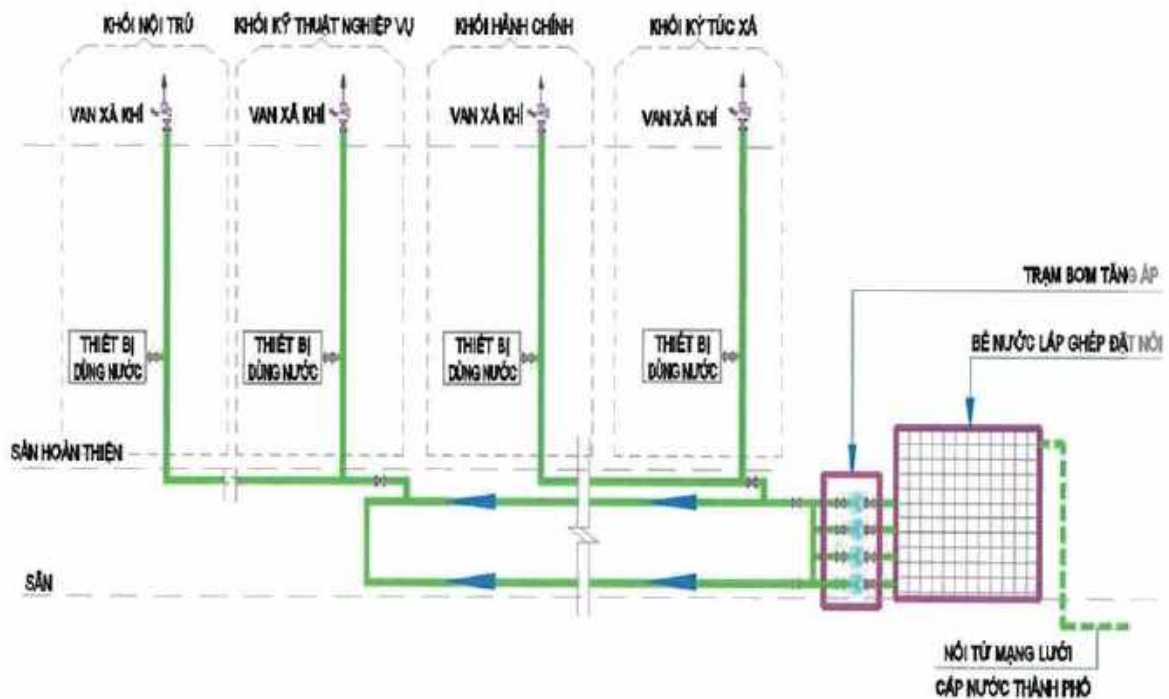 KHỐI NỘI TRÚ
KHỐI KỸ THUẬT NGHIỆP VỤ
KHỐI HÀNH CHÍNH
KHỐI KÝ TÚC XÁ
VAN XẢ KHÍ
VAN XẢ KHÍ
VAN XẢ KHÍ
VAN XẢ KHÍ
TRẠM BƠM TĂNG ÁP
BỂ NƯỚC LẮP GHÉP ĐẶT NỔI
THIẾT BỊ
DÙNG NƯỚC
THIẾT BỊ
DÙNG NƯỚC
THIẾT BỊ
DÙNG NƯỚC
THIẾT BỊ
DÙNG NƯỚC
SÀN HOÀN THIỆN
SÂN
NỐI TỪ MẠNG LƯỚI
CẤP NƯỚC THÀNH PHỐ